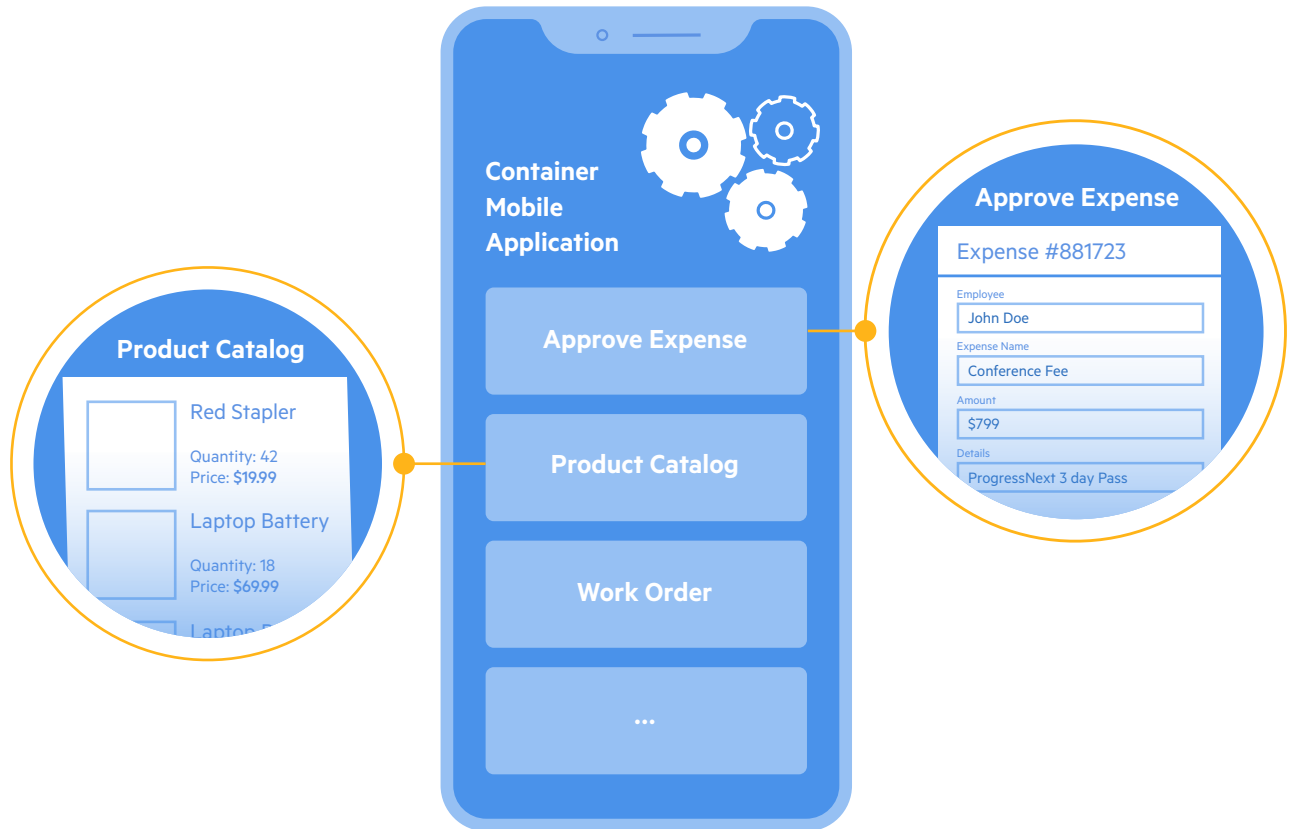 Container
Mobile
Application
Approve Expense
Product Catalog
Work Order
...
Product Catalog
Red Stapler
Quantity: 42
Price: $19.99
Laptop Battery
Quantity: 18
Price: $69.99
Laptop
Approve Expense
Expense #881723
Employee
John Doe
Expense Name
Conference Fee
Amount
$799
Details
ProgressNext 3 day Pass